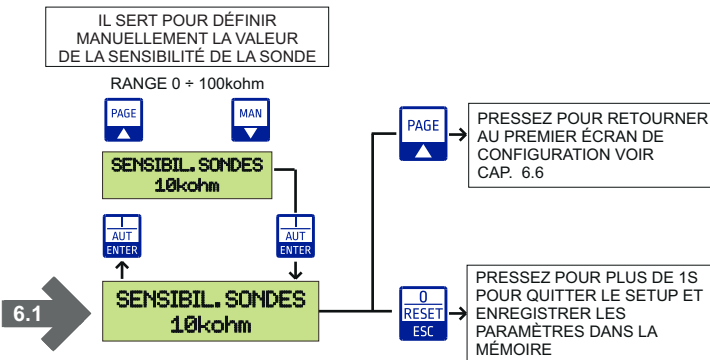 IL SERT POUR DÉFINIR
MANUELLEMENT LA VALEUR
DE LA SENSIBILITÉ DE LA SONDE
RANGE 0 ÷ 100kohm
PAGE
MAN
SENSIBIL.SONDES
10kohm
I
AUT
ENTER
I
AUT
ENTER
6.1
SENSIBIL.SONDES
10kohm
PAGE
PRESSEZ POUR RETOURNER
AU PREMIER ÉCRAN DE
CONFIGURATION VOIR
CAP. 6.6
0
RESET
ESC
PRESSEZ POUR PLUS DE 1S
POUR QUITTER LE SETUP ET
ENREGISTRER LES
PARAMÈTRES DANS LA
MÉMOIRE